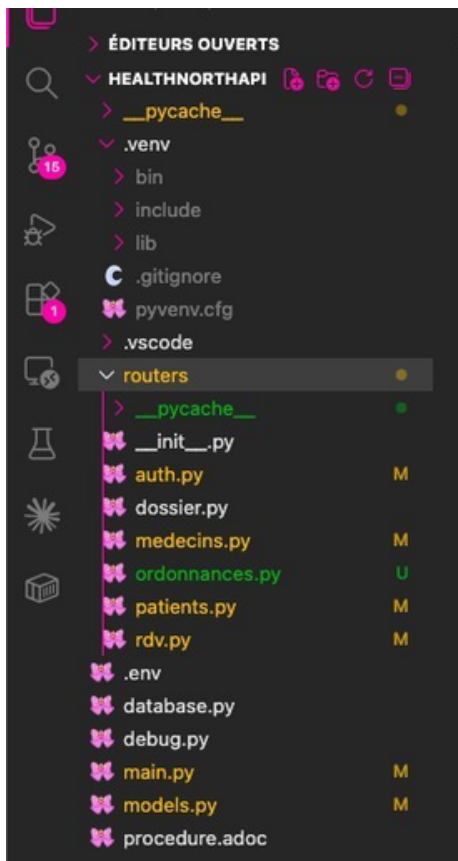 ÉDITEURS OUVERTS
HEALTHNORTHAPI
__pycache__
.venv
15
bin
include
lib
.gitignore
1
pyvenv.cfg
.vscode
routers
__pycache__
__init__.py
auth.py M
dossier.py
medecins.py M
ordonnances.py U
patients.py M
rdv.py M
.env
database.py
debug.py
main.py M
models.py M
procedure.adoc